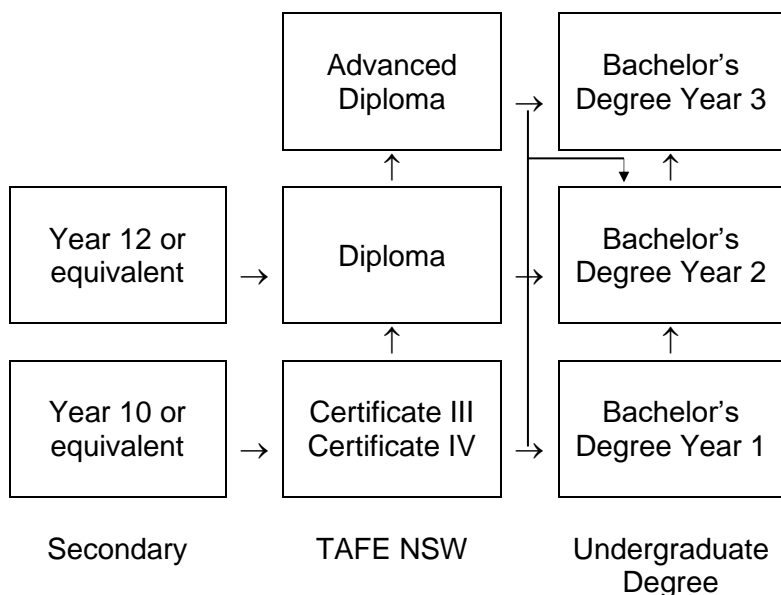 Advanced
Diploma
Bachelor’s
Degree Year 3
Year 12 or
equivalent
Diploma
Bachelor’s
Degree Year 2
Year 10 or
equivalent
Certificate III
Certificate IV
Bachelor’s
Degree Year 1
Secondary
TAFE NSW
Undergraduate
Degree